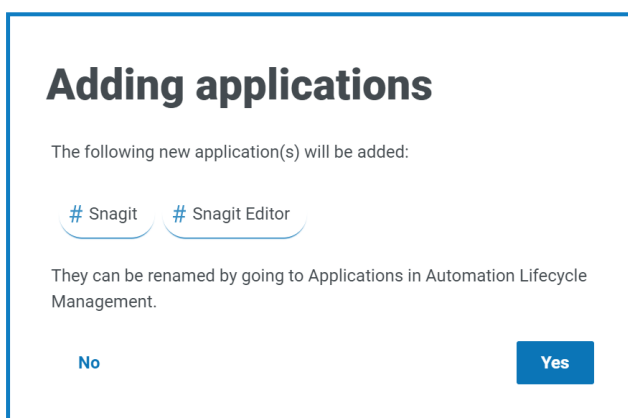 Adding applications
The following new application(s) will be added:
# Snagit # Snagit Editor
They can be renamed by going to Applications in Automation Lifecycle
Management.
No Yes